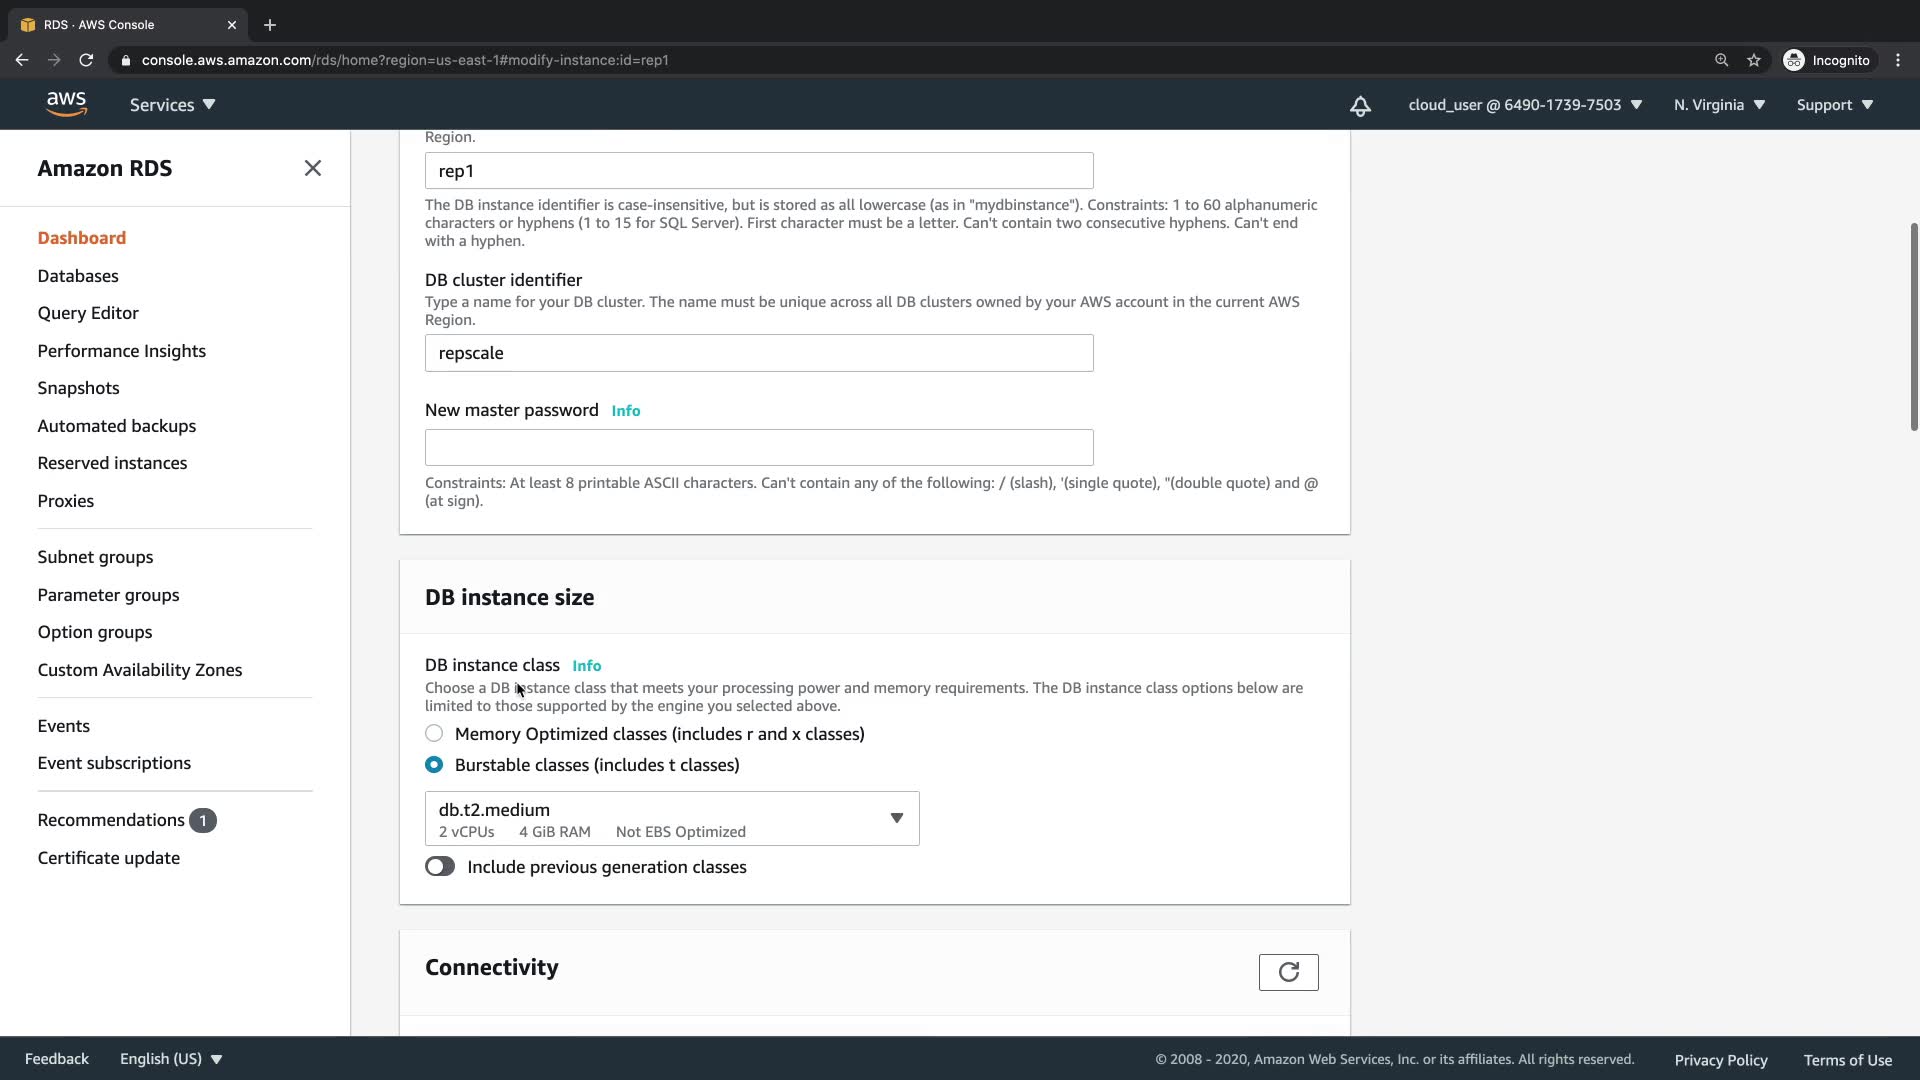 RDS · AWS Console
console.aws.amazon.com/rds/home?region=us-east-1#modify-instance:id=rep1
Incognito
aws
Services
cloud_user @ 6490-1739-7503
N. Virginia
Support
Amazon RDS
Dashboard
Databases
Query Editor
Performance Insights
Snapshots
Automated backups
Reserved instances
Proxies
Subnet groups
Parameter groups
Option groups
Custom Availability Zones
Events
Event subscriptions
Recommendations 1
Certificate update
Region.
rep1
The DB instance identifier is case-insensitive, but is stored as all lowercase (as in "mydbinstance"). Constraints: 1 to 60 alphanumeric
characters or hyphens (1 to 15 for SQL Server). First character must be a letter. Can't contain two consecutive hyphens. Can't end
with a hyphen.
DB cluster identifier
Type a name for your DB cluster. The name must be unique across all DB clusters owned by your AWS account in the current AWS
Region.
repscale
New master password Info
Constraints: At least 8 printable ASCII characters. Can't contain any of the following: / (slash), '(single quote), "(double quote) and @
(at sign).
DB instance size
DB instance class Info
Choose a DB instance class that meets your processing power and memory requirements. The DB instance class options below are
limited to those supported by the engine you selected above.
Memory Optimized classes (includes r and x classes)
Burstable classes (includes t classes)
db.t2.medium
2 vCPUs 4 GiB RAM Not EBS Optimized
Include previous generation classes
Connectivity
Feedback
English (US)
© 2008 - 2020, Amazon Web Services, Inc. or its affiliates. All rights reserved.
Privacy Policy
Terms of Use